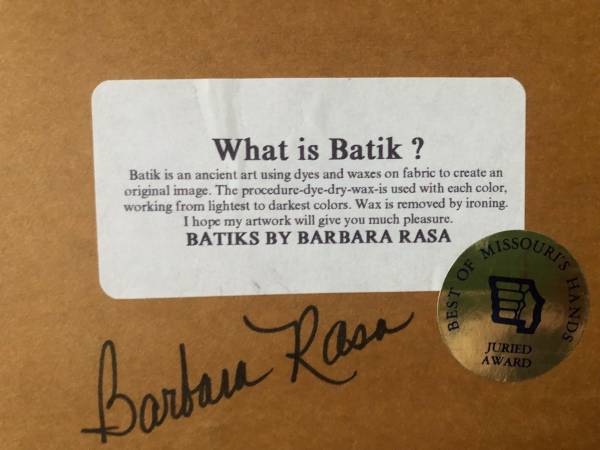 What is Batik ?
Batik is an ancient art using dyes and waxes on fabric to create an
original image. The procedure-dye-dry-wax-is used with each color,
working from lightest to darkest colors. Wax is removed by ironing.
I hope my artwork will give you much pleasure.
BATIKS BY BARBARA RASA
BEST OF MISSOURI'S HANDS
JURIED
AWARD
Barbara Rasa